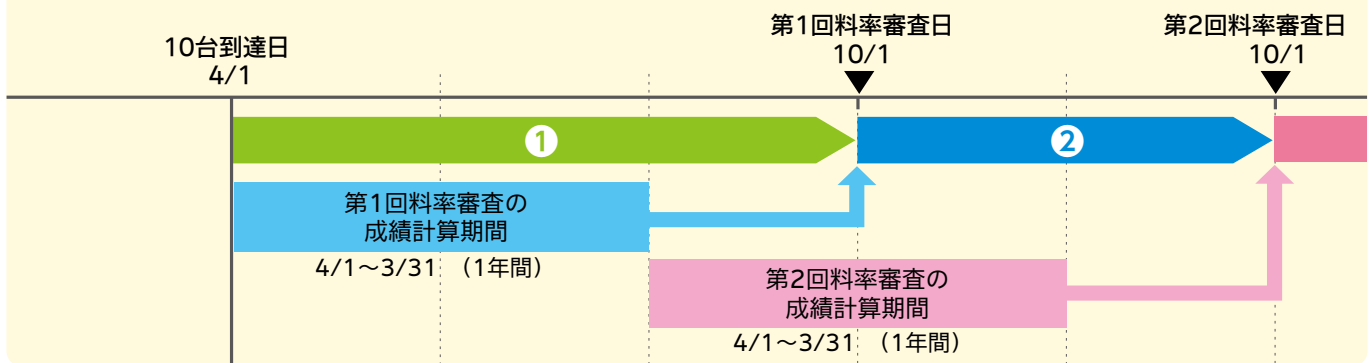 10台到達日
4/1
第1回料率審査日
10/1
第2回料率審査日
10/1
1
2
第1回料率審査の
成績計算期間
4/1～3/31 （1年間）
第2回料率審査の
成績計算期間
4/1～3/31 （1年間）